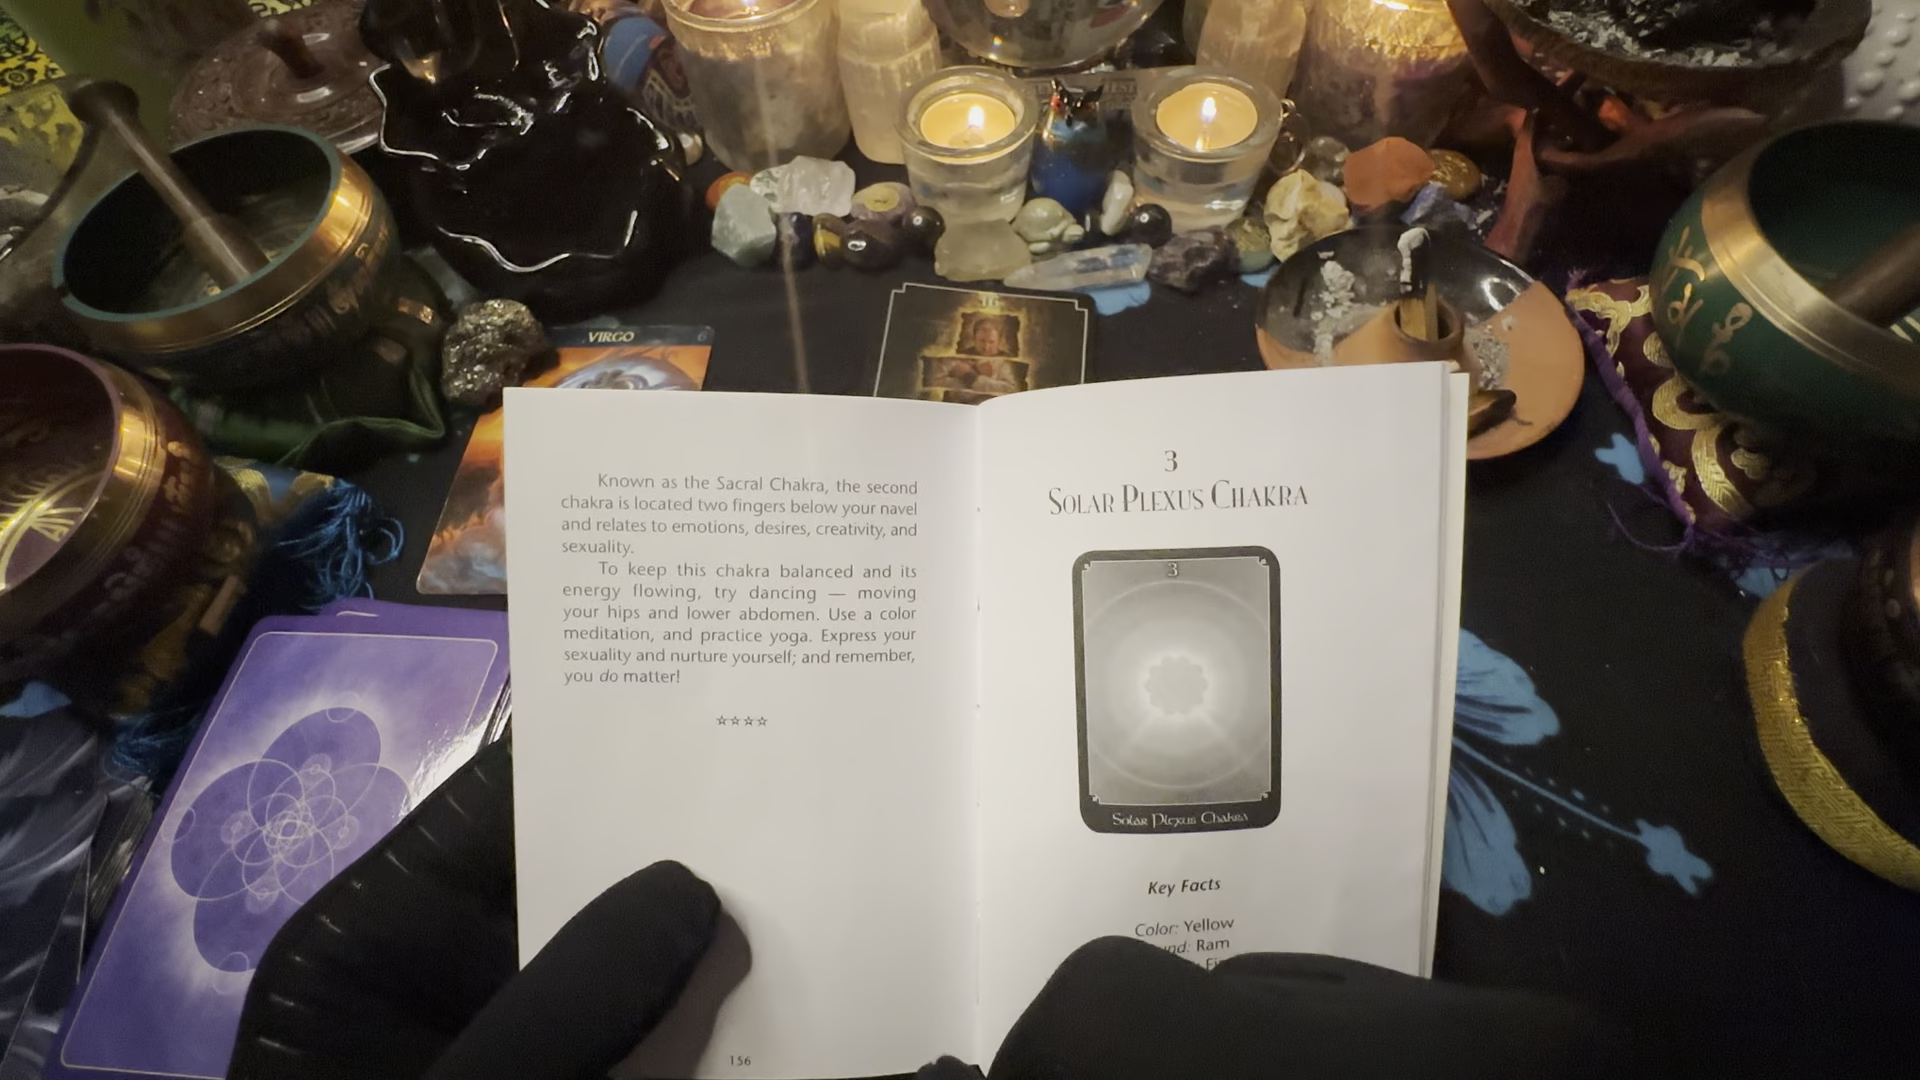 VIRGO
Known as the Sacral Chakra, the second
chakra is located two fingers below your navel
and relates to emotions, desires, creativity, and
sexuality.
To keep this chakra balanced and its
energy flowing, try dancing — moving
your hips and lower abdomen. Use a color
meditation, and practice yoga. Express your
sexuality and nurture yourself; and remember,
you do matter!
☆☆☆☆
156
3
SOLAR PLEXUS CHAKRA
3
Solar Plexus Chakra
Key Facts
Color: Yellow
Ram